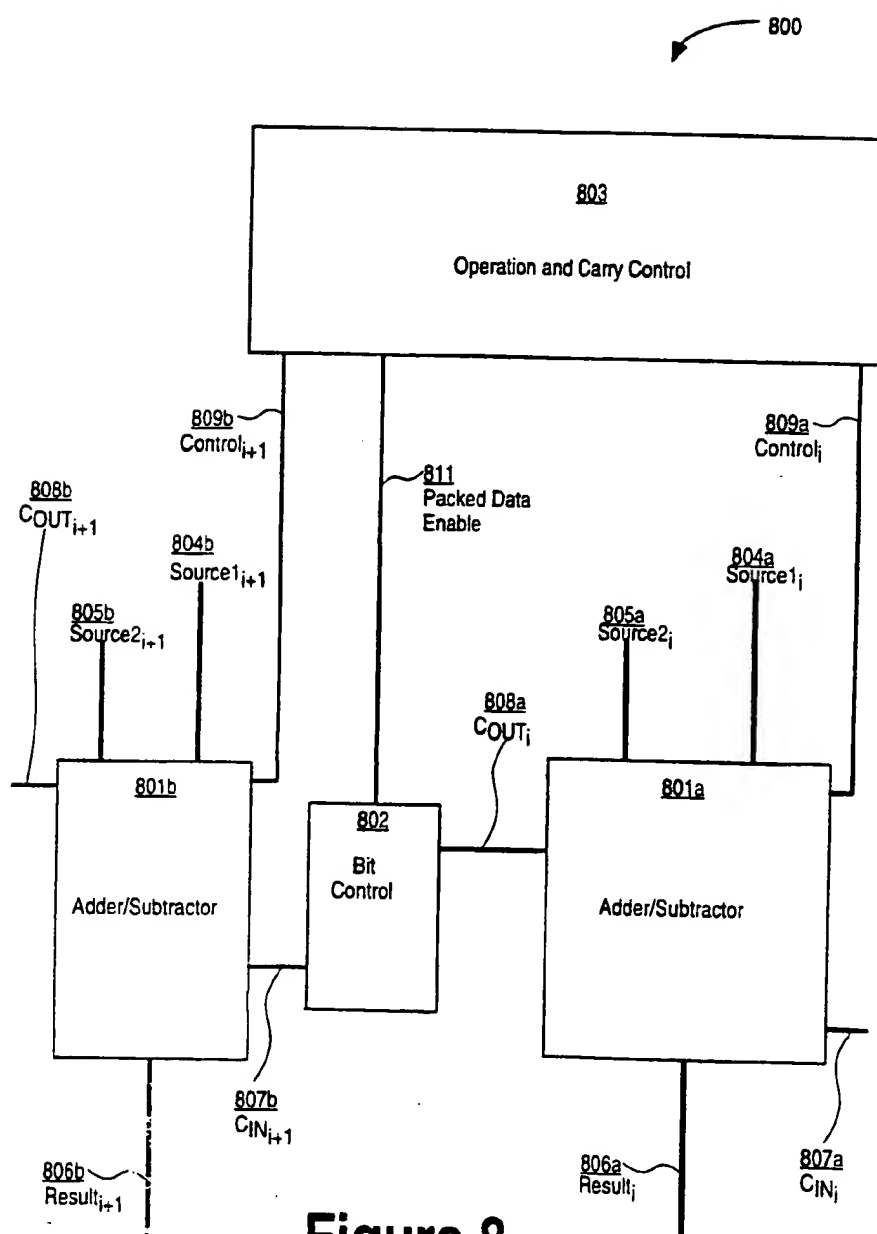 800
803
Operation and Carry Control
809b
Control i+1
809a
Control i
811
Packed Data
Enable
808b
COUT i+1
804b
Source1 i+1
804a
Source1 i
805b
Source2 i+1
805a
Source2 i
808a
COUT i
801b
Adder/Subtractor
802
Bit
Control
801a
Adder/Subtractor
807b
CIN i+1
806b
Result i+1
806a
Result i
807a
CIN i
Figure 8